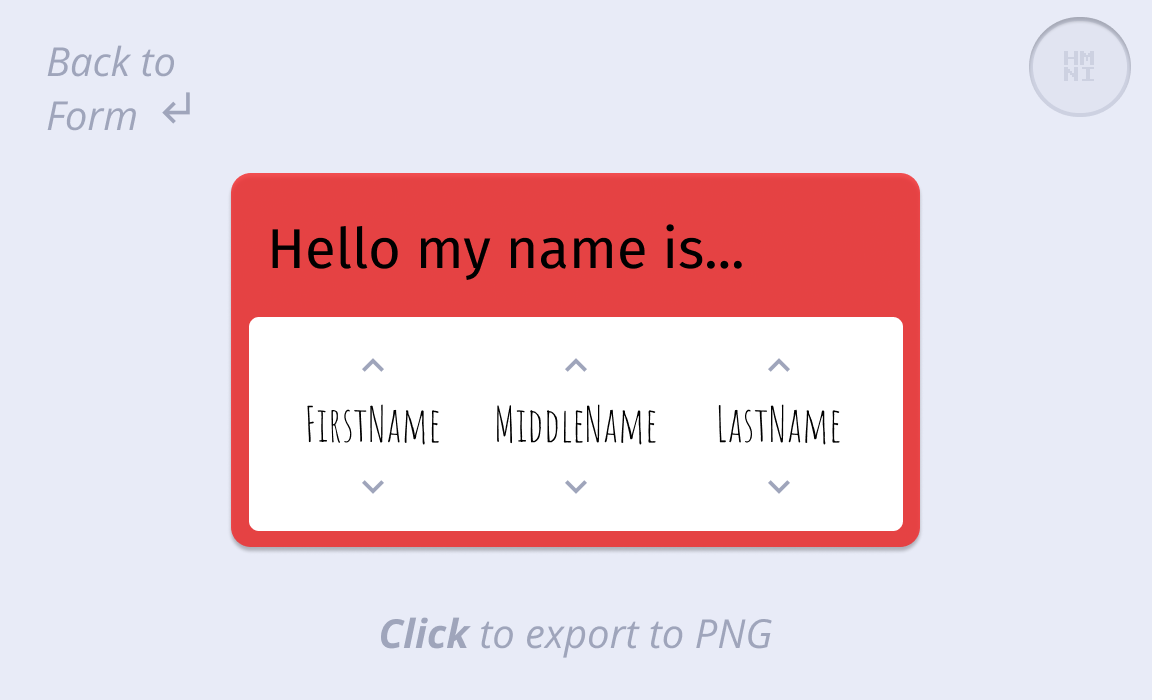 Back to
Form
HM
NI
Hello my name is...
FirstName MiddleName LastName
Click to export to PNG